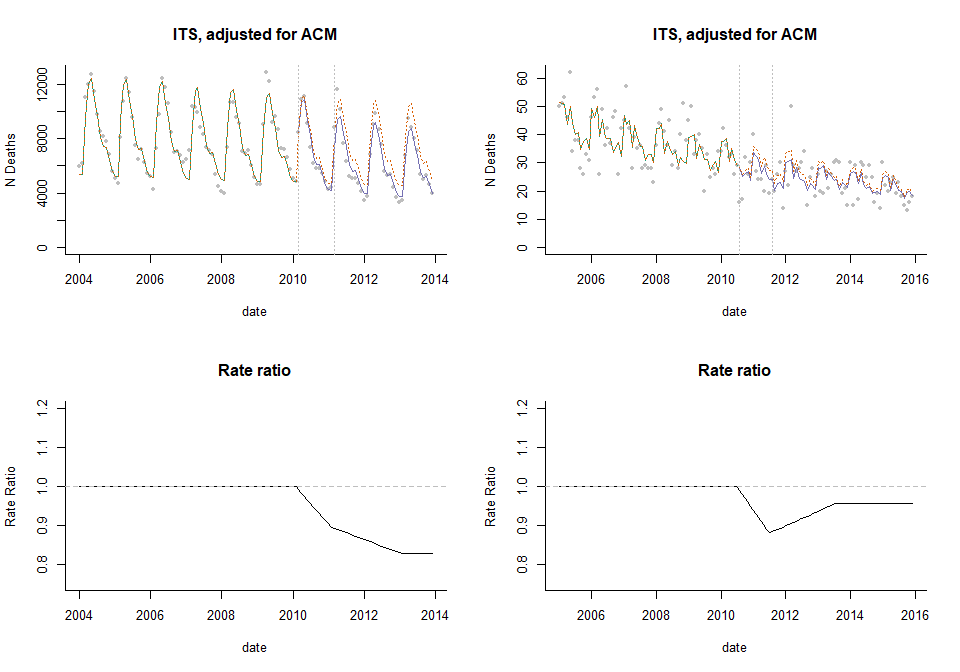 ITS, adjusted for ACM
N Deaths
0
4000
8000
12000
2004 2006 2008 2010 2012 2014
date
ITS, adjusted for ACM
N Deaths
0
10
20
30
40
50
60
2006 2008 2010 2012 2014 2016
date
Rate ratio
Rate Ratio
0.8
0.9
1.0
1.1
1.2
2004 2006 2008 2010 2012 2014
date
Rate ratio
Rate Ratio
0.8
0.9
1.0
1.1
1.2
2006 2008 2010 2012 2014 2016
date